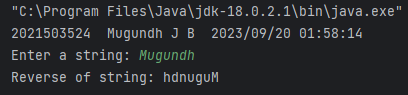 "C:\Program Files\Java\jdk-18.0.2.1\bin\java.exe"
2021503524  Mugundh J B  2023/09/20 01:58:14
Enter a string: Mugundh
Reverse of string: hdnuguM